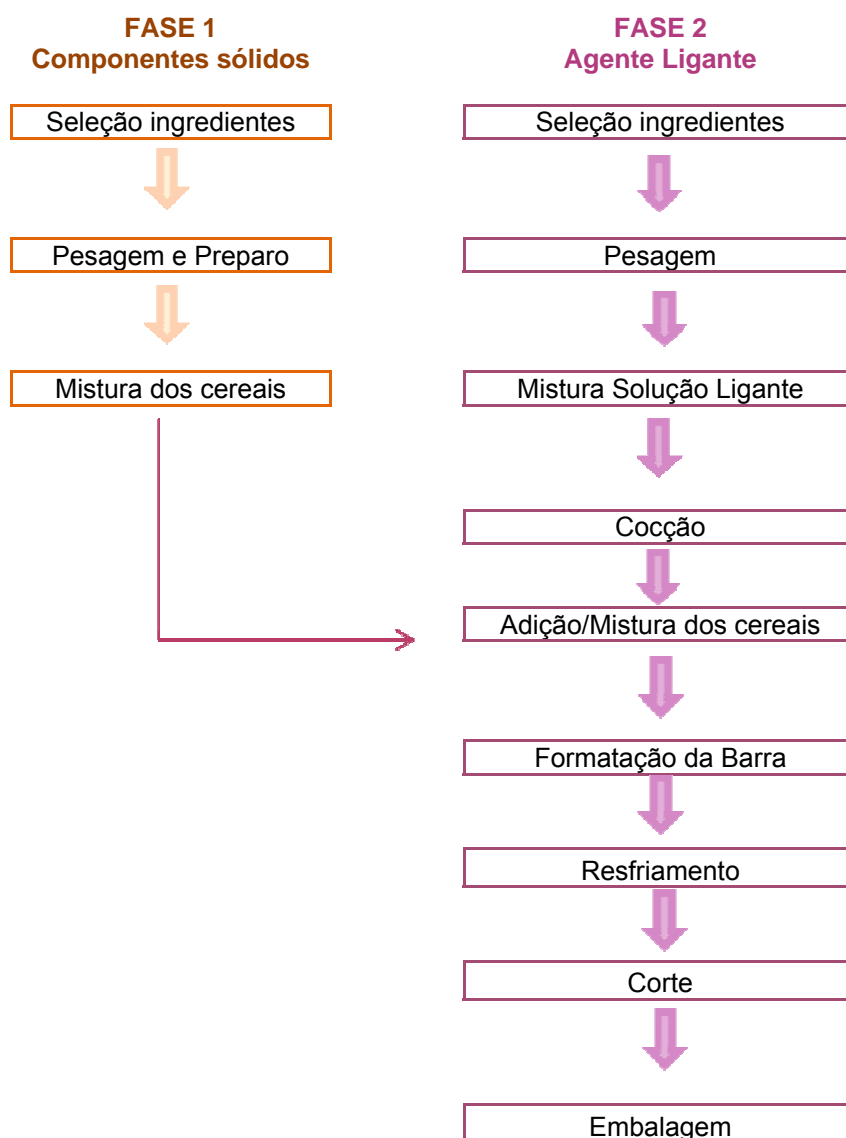 FASE 1
Componentes sólidos
Seleção ingredientes
Pesagem e Preparo
Mistura dos cereais
FASE 2
Agente Ligante
Seleção ingredientes
Pesagem
Mistura Solução Ligante
Cocção
Adição/Mistura dos cereais
Formatação da Barra
Resfriamento
Corte
Embalagem